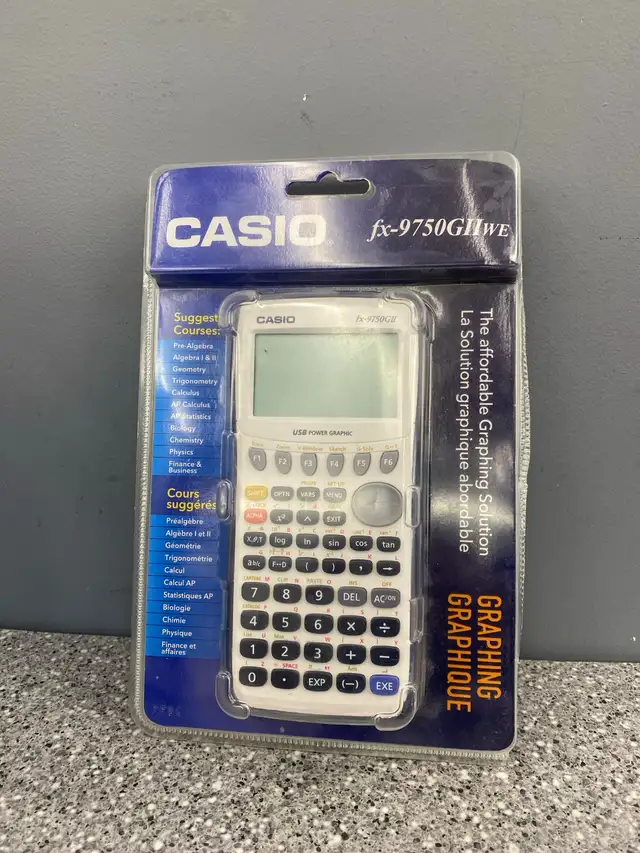 CASIO
fx-9750GIIWE
Suggest
Courses:
Pre-Algebra
Algebra I & II
Geometry
Trigonometry
Calculus
AP Calculus
AP Statistics
Biology
Chemistry
Physics
Finance &
Business
Cours
suggérés
Préalgèbre
Algèbre I et II
Géométrie
Trigonométrie
Calcul
Calcul AP
Statistiques AP
Biologie
Chimie
Physique
Finance et
affaires
CASIO fx-9750GII
USB POWER GRAPHIC
F1 F2 F3 F4 F5 F6
SHIFT OPTN VARS MENU
ALPHA x² ^ EXIT
X,θ,T log ln sin cos tan
a b/c F↔D ( ) , →
7 8 9 DEL AC/ON
4 5 6 × ÷
1 2 3 + −
0 . EXP (−) EXE
The affordable Graphing Solution
La Solution graphique abordable
GRAPHING
GRAPHIQUE